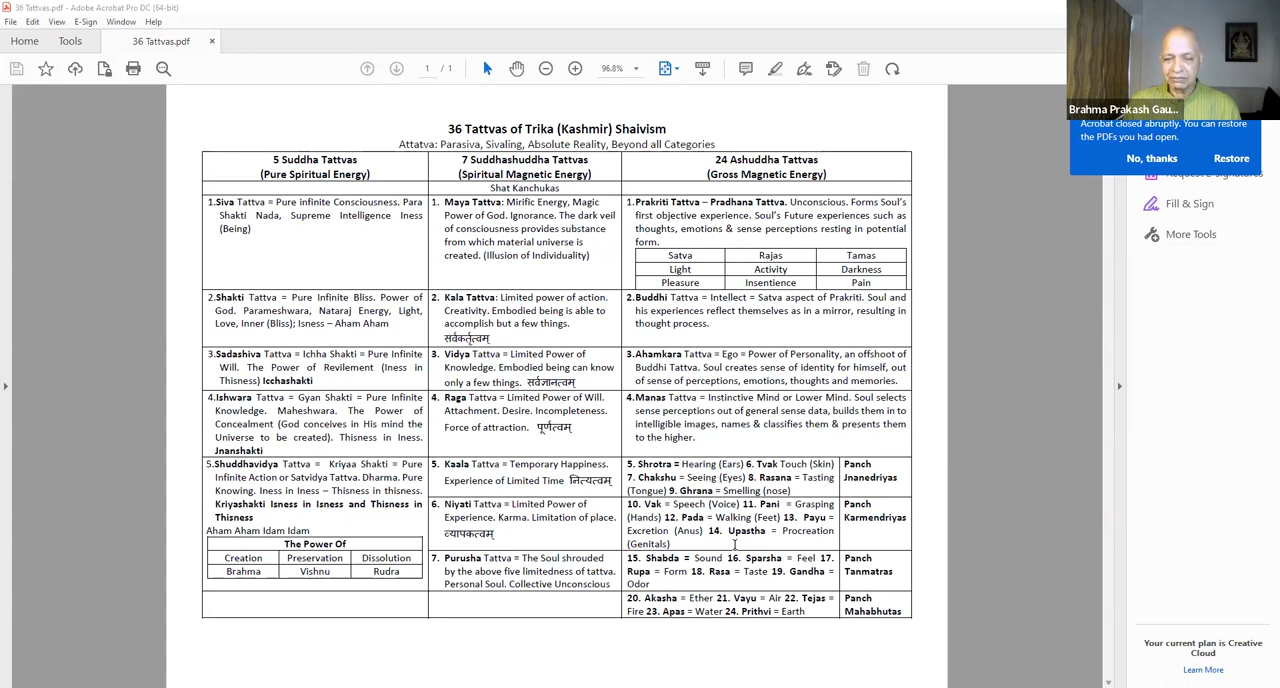 36 Tattvas.pdf - Adobe Acrobat Pro DC (64-bit)
File Edit View E-Sign Window Help
Home Tools 36 Tattvas.pdf ×
1 / 1 96.8%
Brahma Prakash Gau...
Acrobat closed abruptly. You can restore
the PDFs you had open.
No, thanks Restore
Fill & Sign
More Tools
36 Tattvas of Trika (Kashmir) Shaivism
Attatva: Parasiva, Sivaling, Absolute Reality, Beyond all Categories
5 Suddha Tattvas
(Pure Spiritual Energy)
7 Suddhashuddha Tattvas
(Spiritual Magnetic Energy)
24 Ashuddha Tattvas
(Gross Magnetic Energy)
Shat Kanchukas
1.Siva Tattva = Pure infinite Consciousness. Para
Shakti Nada, Supreme Intelligence Iness
(Being)
1. Maya Tattva: Mirific Energy, Magic
Power of God. Ignorance. The dark veil
of consciousness provides substance
from which material universe is
created. (Illusion of Individuality)
1.Prakriti Tattva – Pradhana Tattva. Unconscious. Forms Soul's
first objective experience. Soul's Future experiences such as
thoughts, emotions & sense perceptions resting in potential
form.
Satva Rajas Tamas
Light Activity Darkness
Pleasure Insentience Pain
2.Shakti Tattva = Pure Infinite Bliss. Power of
God. Parameshwara, Nataraj Energy, Light,
Love, Inner (Bliss); Isness – Aham Aham
2. Kala Tattva: Limited power of action.
Creativity. Embodied being is able to
accomplish but a few things.
सर्वकर्तृत्वम्
2.Buddhi Tattva = Intellect = Satva aspect of Prakriti. Soul and
his experiences reflect themselves as in a mirror, resulting in
thought process.
3.Sadashiva Tattva = Ichha Shakti = Pure Infinite
Will. The Power of Revilement (Iness in
Thisness) Icchashakti
3. Vidya Tattva = Limited Power of
Knowledge. Embodied being can know
only a few things. सर्वज्ञानत्वम्
3.Ahamkara Tattva = Ego = Power of Personality, an offshoot of
Buddhi Tattva. Soul creates sense of identity for himself, out
of sense of perceptions, emotions, thoughts and memories.
4.Ishwara Tattva = Gyan Shakti = Pure Infinite
Knowledge. Maheshwara. The Power of
Concealment (God conceives in His mind the
Universe to be created). Thisness in Iness.
Jnanshakti
4. Raga Tattva = Limited Power of Will.
Attachment. Desire. Incompleteness.
Force of attraction. पूर्णत्वम्
4.Manas Tattva = Instinctive Mind or Lower Mind. Soul selects
sense perceptions out of general sense data, builds them in to
intelligible images, names & classifies them & presents them
to the higher.
5.Shuddhavidya Tattva = Kriyaa Shakti = Pure
Infinite Action or Satvidya Tattva. Dharma. Pure
Knowing. Iness in Iness – Thisness in thisness.
Kriyashakti Isness in Isness and Thisness in
Thisness
Aham Aham Idam Idam
The Power Of
Creation Preservation Dissolution
Brahma Vishnu Rudra
5. Kaala Tattva = Temporary Happiness.
Experience of Limited Time नित्यत्वम्
6. Niyati Tattva = Limited Power of
Experience. Karma. Limitation of place.
व्यापकत्वम्
7. Purusha Tattva = The Soul shrouded
by the above five limitedness of tattva.
Personal Soul. Collective Unconscious
5. Shrotra = Hearing (Ears) 6. Tvak Touch (Skin)
7. Chakshu = Seeing (Eyes) 8. Rasana = Tasting
(Tongue) 9. Ghrana = Smelling (nose)
Panch
Jnanedriyas
10. Vak = Speech (Voice) 11. Pani = Grasping
(Hands) 12. Pada = Walking (Feet) 13. Payu =
Excretion (Anus) 14. Upastha = Procreation
(Genitals)
Panch
Karmendriyas
15. Shabda = Sound 16. Sparsha = Feel 17.
Rupa = Form 18. Rasa = Taste 19. Gandha =
Odor
Panch
Tanmatras
20. Akasha = Ether 21. Vayu = Air 22. Tejas =
Fire 23. Apas = Water 24. Prithvi = Earth
Panch
Mahabhutas
Your current plan is Creative
Cloud
Learn More